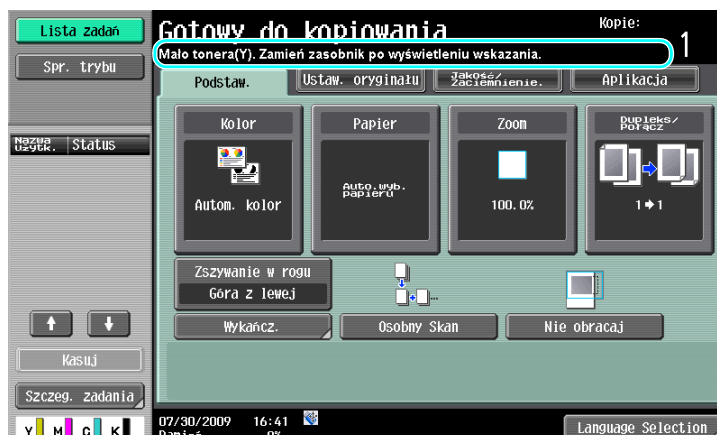 Lista zadań
Spr. trybu
Nazwa użytk.
Status
Kasuj
Szczeg. zadania
Y M C K
Gotowy do kopiowania
Kopie:
1
Mało tonera(Y). Zamień zasobnik po wyświetleniu wskazania.
Podstaw.
Ustaw. oryginału
Jakość/
Zaciemnienie.
Aplikacja
Kolor
Papier
Zoom
Dupleks/
Połącz
Autom. kolor
Auto.wyb.
papieru
100.0%
1➔1
Zszywanie w rogu
Góra z lewej
Wykańcz.
Osobny Skan
Nie obracaj
07/30/2009 16:41
Pamięć 0%
Language Selection